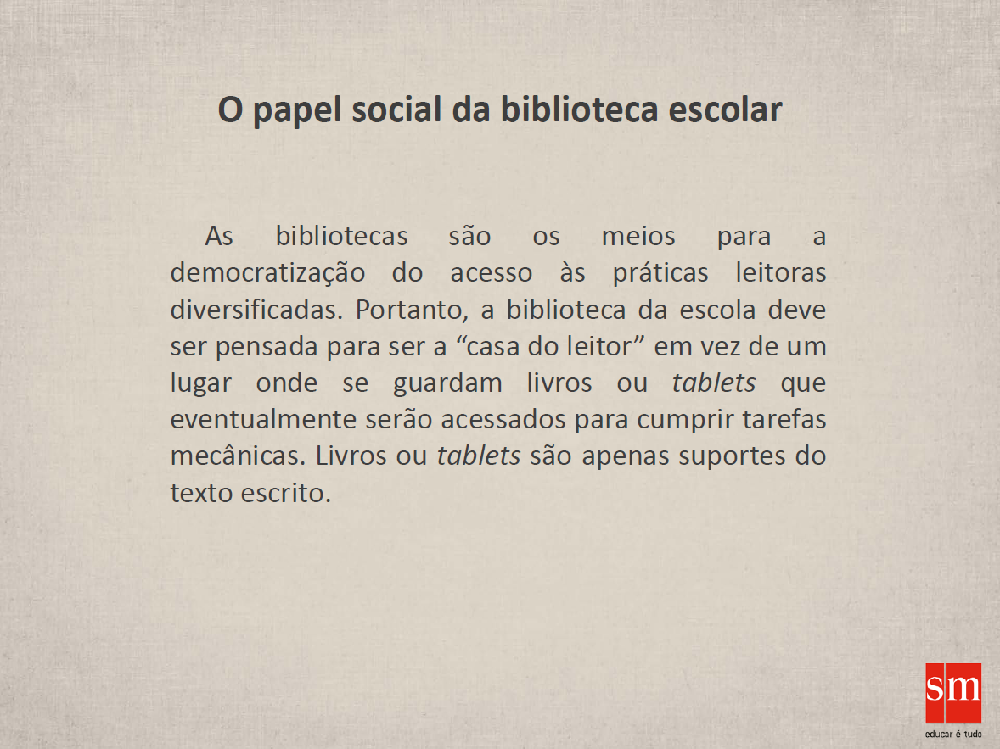 O papel social da biblioteca escolar
As bibliotecas são os meios para a
democratização do acesso às práticas leitoras
diversificadas. Portanto, a biblioteca da escola deve
ser pensada para ser a “casa do leitor” em vez de um
lugar onde se guardam livros ou tablets que
eventualmente serão acessados para cumprir tarefas
mecânicas. Livros ou tablets são apenas suportes do
texto escrito.
sm
educar é tudo